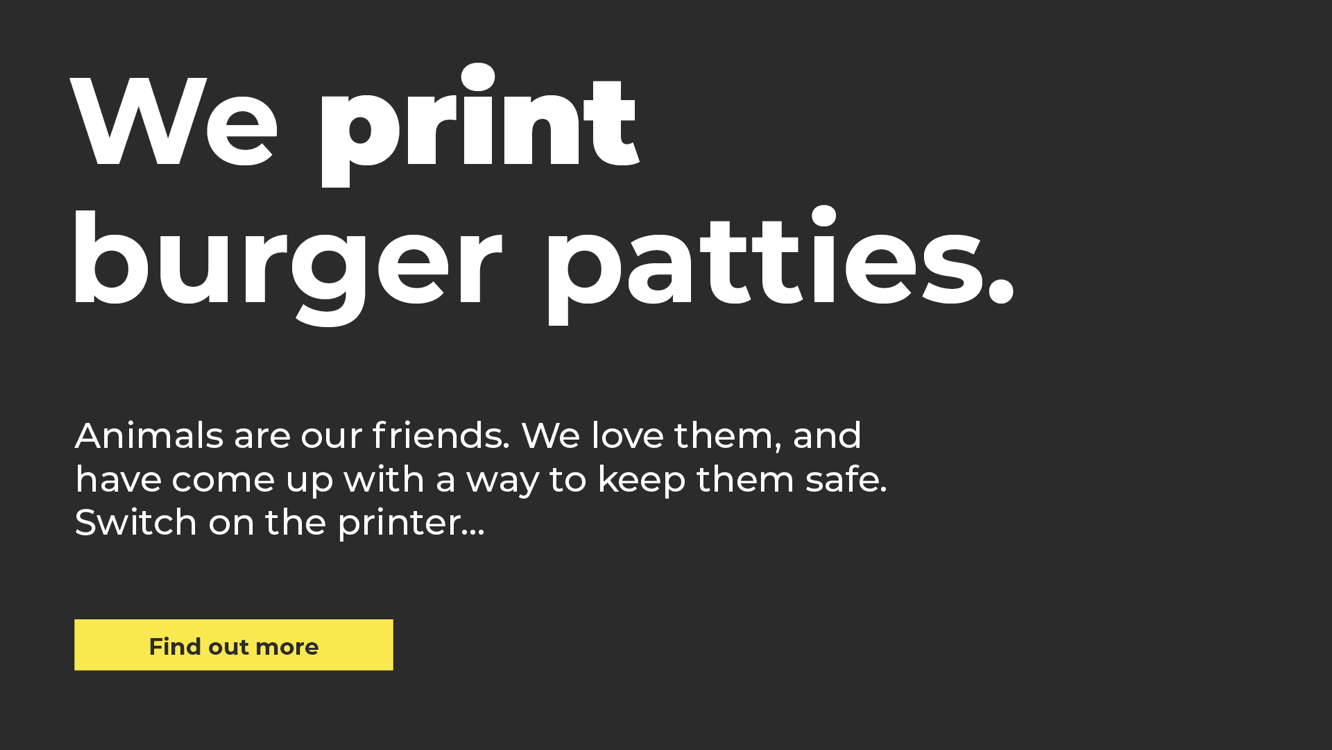 We print
burger patties.
Animals are our friends. We love them, and
have come up with a way to keep them safe.
Switch on the printer...
Find out more